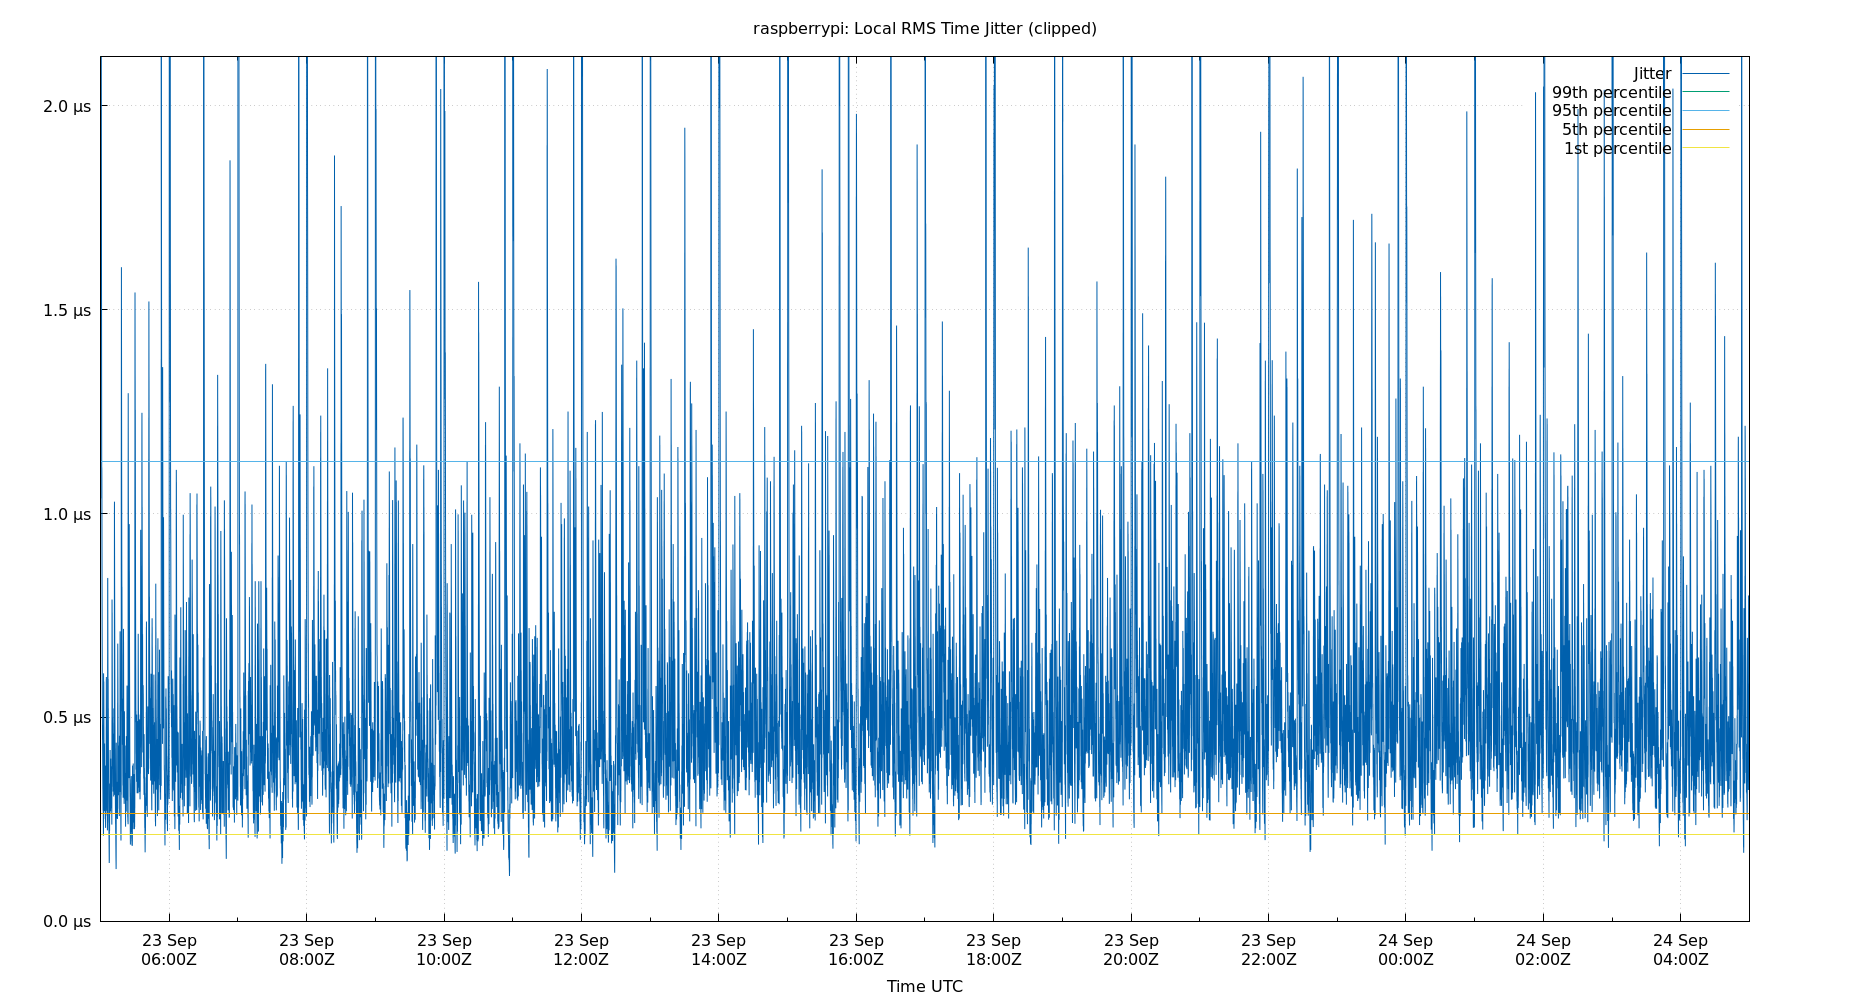 raspberrypi: Local RMS Time Jitter (clipped)
Jitter
99th percentile
95th percentile
5th percentile
1st percentile
2.0 µs
1.5 µs
1.0 µs
0.5 µs
0.0 µs
23 Sep 23 Sep 23 Sep 23 Sep 23 Sep 23 Sep 23 Sep 23 Sep 23 Sep 24 Sep 24 Sep 24 Sep
06:00Z 08:00Z 10:00Z 12:00Z 14:00Z 16:00Z 18:00Z 20:00Z 22:00Z 00:00Z 02:00Z 04:00Z
Time UTC